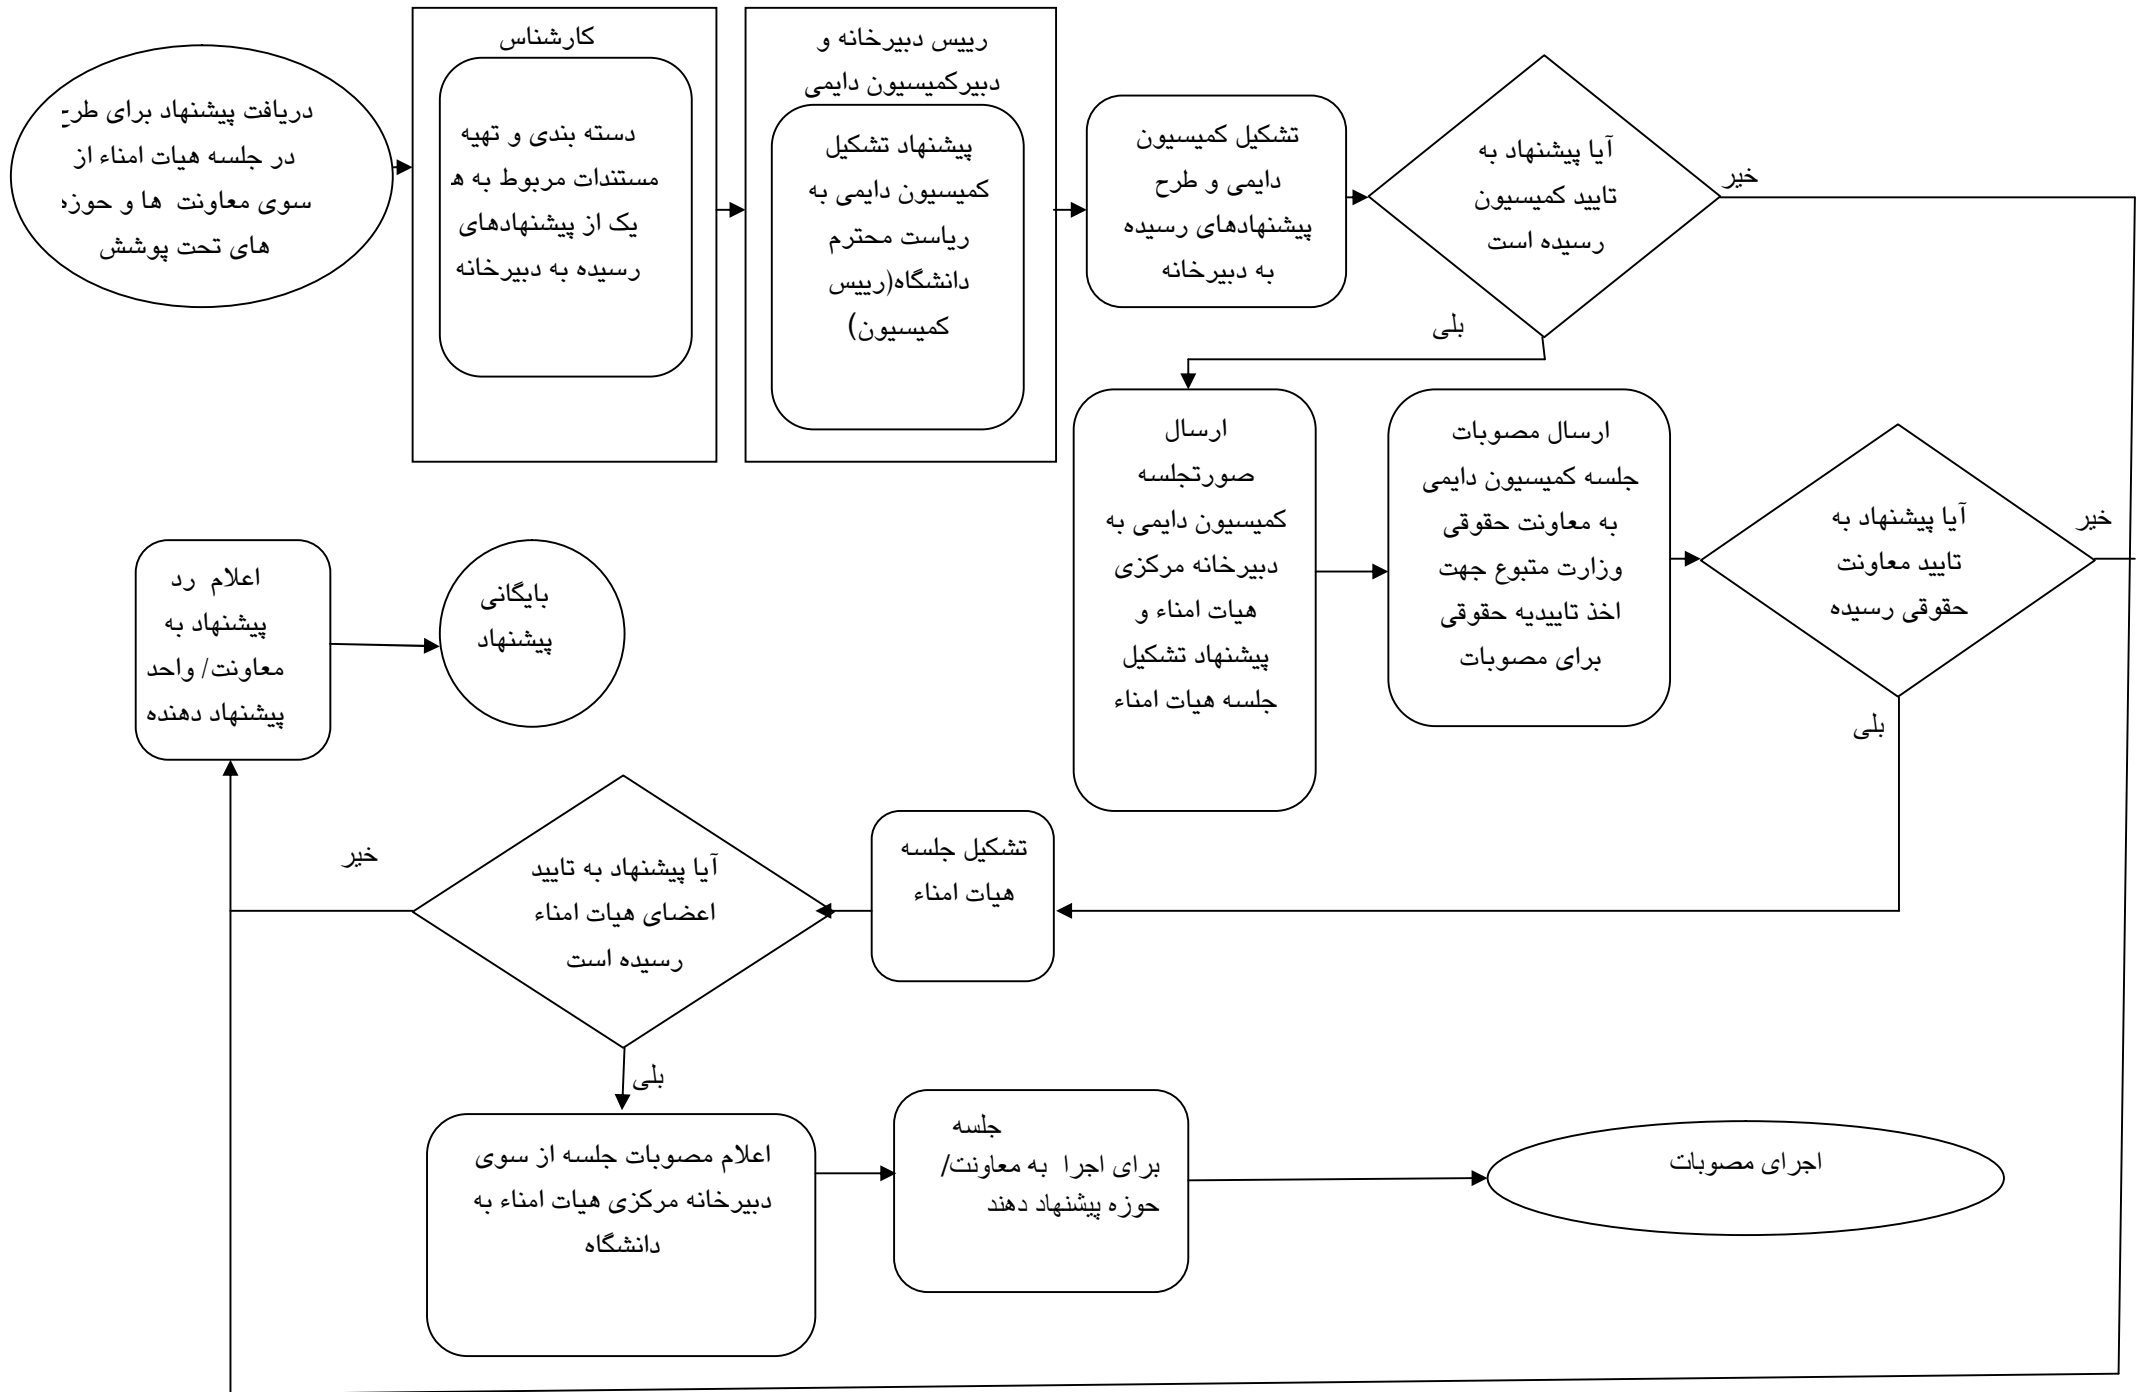 دریافت پیشنهاد برای طرح
در جلسه هیات امناء از
سوی معاونت ها و حوزه
های تحت پوشش
کارشناس
دسته بندی و تهیه
مستندات مربوط به ه
یک از پیشنهادهای
رسیده به دبیرخانه
رییس دبیرخانه و
دبیرکمیسیون دایمی
پیشنهاد تشکیل
کمیسیون دایمی به
ریاست محترم
دانشگاه(رییس
کمیسیون)
تشکیل کمیسیون
دایمی و طرح
پیشنهادهای رسیده
به دبیرخانه
آیا پیشنهاد به
تایید کمیسیون
رسیده است
خیر
بلی
ارسال
صورتجلسه
کمیسیون دایمی به
دبیرخانه مرکزی
هیات امناء و
پیشنهاد تشکیل
جلسه هیات امناء
ارسال مصوبات
جلسه کمیسیون دایمی
به معاونت حقوقی
وزارت متبوع جهت
اخذ تاییدیه حقوقی
برای مصوبات
آیا پیشنهاد به
تایید معاونت
حقوقی رسیده
خیر
بلی
اعلام رد
پیشنهاد به
معاونت/ واحد
پیشنهاد دهنده
بایگانی
پیشنهاد
تشکیل جلسه
هیات امناء
آیا پیشنهاد به تایید
اعضای هیات امناء
رسیده است
خیر
بلی
اعلام مصوبات جلسه از سوی
دبیرخانه مرکزی هیات امناء به
دانشگاه
جلسه
برای اجرا به معاونت/
حوزه پیشنهاد دهند
اجرای مصوبات